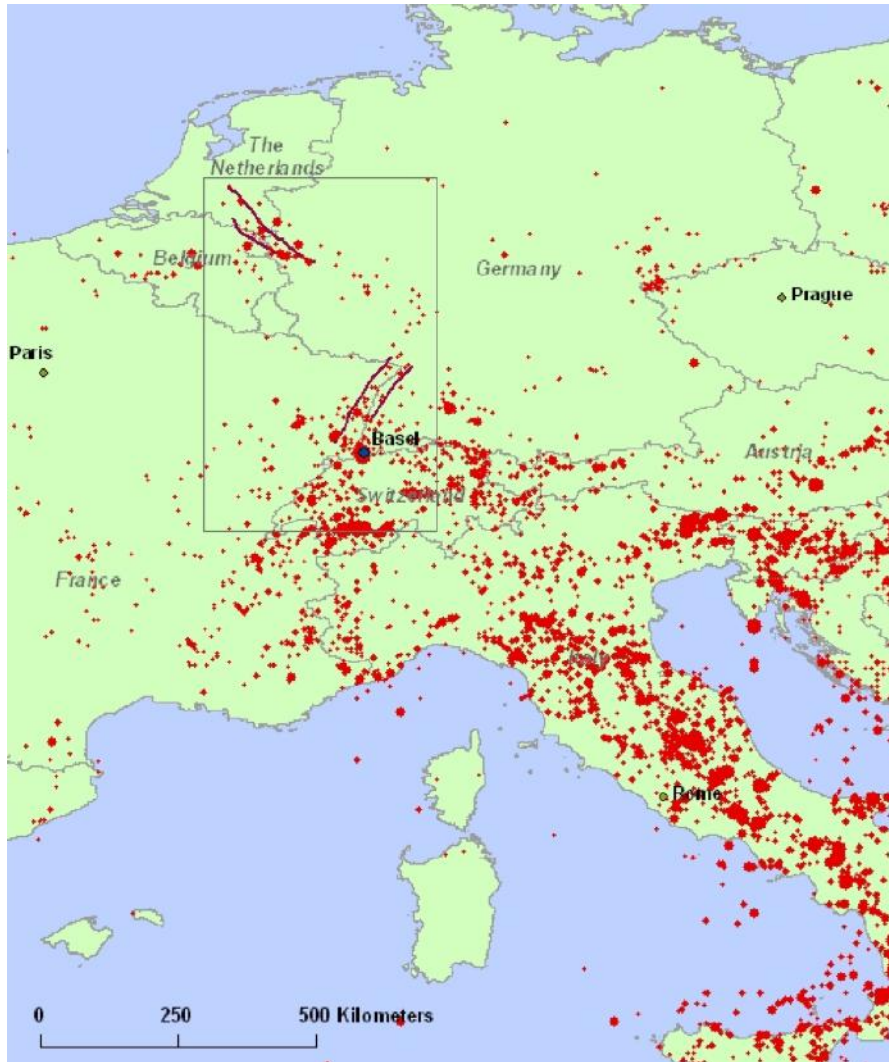 The
Netherlands
Belgium
Germany
Prague
Paris
Basel
Austria
Switzerland
France
Italy
Rome
0 250 500 Kilometers